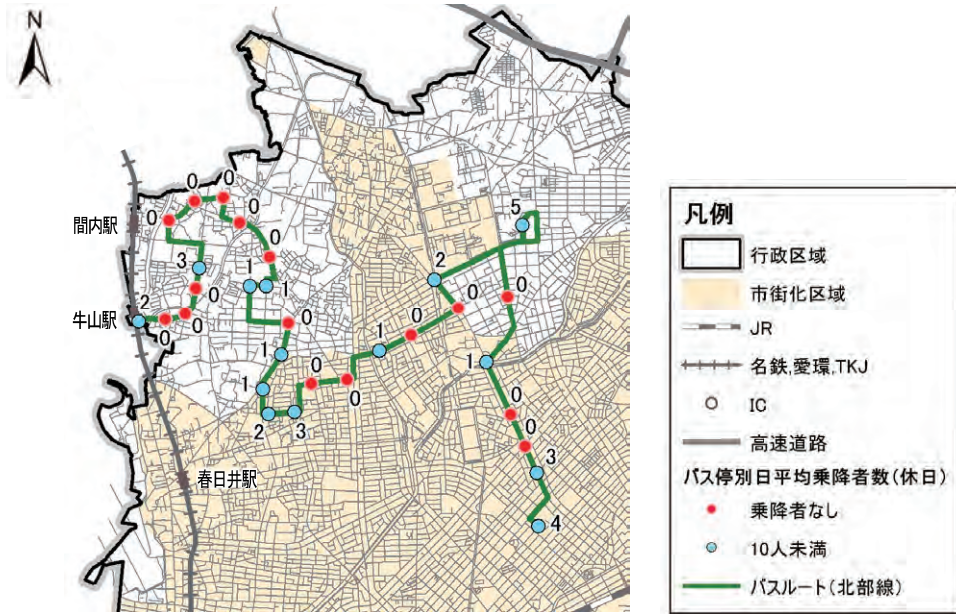 N
間内駅
牛山駅
春日井駅
0
0
0
0
0
3
0
0
0
2
1
1
0
1
1
2
3
0
0
1
0
0
2
5
0
1
0
0
3
4
凡例
行政区域
市街化区域
JR
名鉄,愛環,TKJ
IC
高速道路
バス停別日平均乗降者数(休日)
乗降者なし
10人未満
バスルート(北部線)